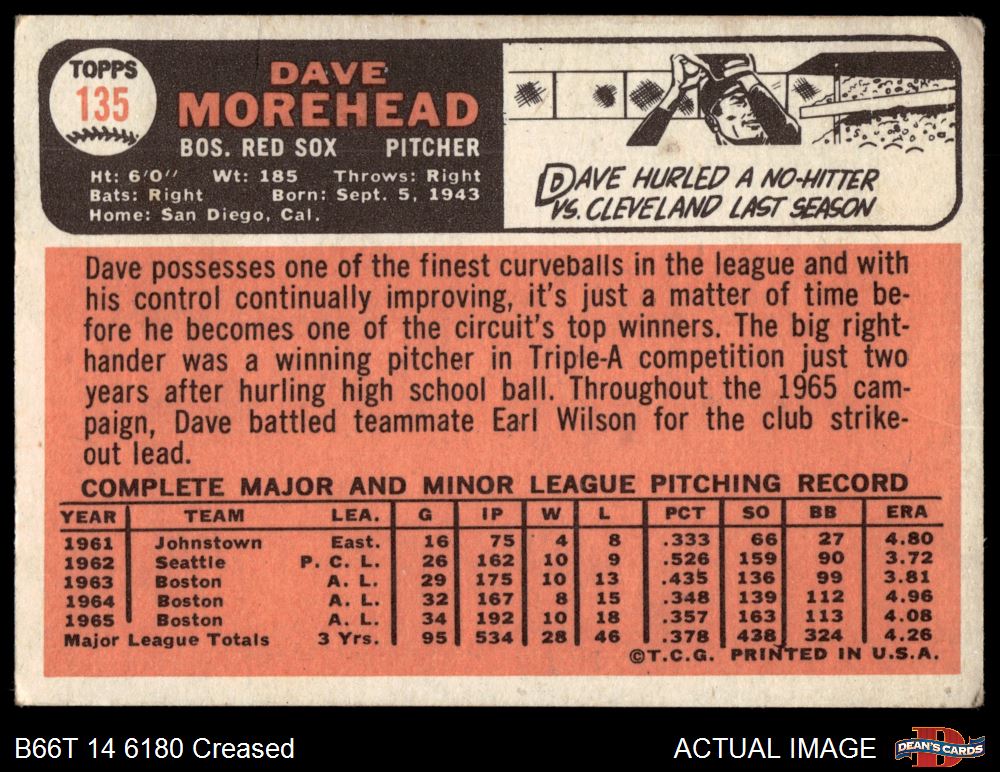 TOPPS
135
DAVE
MOREHEAD
BOS. RED SOX PITCHER
Ht: 6'0" Wt: 185 Throws: Right
Bats: Right Born: Sept. 5, 1943
Home: San Diego, Cal.
DAVE HURLED A NO-HITTER
VS. CLEVELAND LAST SEASON
Dave possesses one of the finest curveballs in the league and with
his control continually improving, it's just a matter of time be-
fore he becomes one of the circuit's top winners. The big right-
hander was a winning pitcher in Triple-A competition just two
years after hurling high school ball. Throughout the 1965 cam-
paign, Dave battled teammate Earl Wilson for the club strike-
out lead.
COMPLETE MAJOR AND MINOR LEAGUE PITCHING RECORD
YEAR TEAM LEA. G IP W L PCT SO BB ERA
1961 Johnstown East. 16 75 4 8 .333 66 27 4.80
1962 Seattle P. C. L. 26 162 10 9 .526 159 90 3.72
1963 Boston A. L. 29 175 10 13 .435 136 99 3.81
1964 Boston A. L. 32 167 8 15 .348 139 112 4.96
1965 Boston A. L. 34 192 10 18 .357 163 113 4.08
Major League Totals 3 Yrs. 95 534 28 46 .378 438 324 4.26
©T.C.G. PRINTED IN U.S.A.
B66T 14 6180 Creased
ACTUAL IMAGE
DEAN'S CARDS